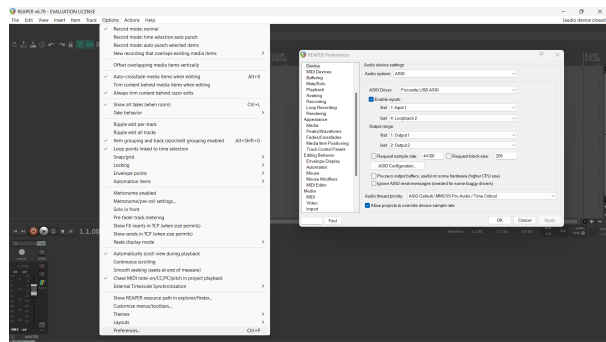 REAPER v6.78 - EVALUATION LICENSE
File Edit View Insert Item Track Options Actions Help
[audio device closed
Record mode: normal
Record mode: time selection auto punch
Record mode: auto-punch selected items
New recording that overlaps existing media items
Offset overlapping media items vertically
Auto-crossfade media items when editing Alt+X
Trim content behind media items when editing
Always trim content behind razor edits
Show all takes (when room) Ctrl+L
Take behavior
Ripple edit per-track
Ripple edit all tracks
Item grouping and track razor/edit grouping enabled Alt+Shift+G
Loop points linked to time selection
Snap/grid
Locking
Envelope points
Automation items
Metronome enabled
Metronome/pre-roll settings...
Solo in front
Pre-fader track metering
Show FX inserts in TCP (when size permits)
Show sends in TCP (when size permits)
Peaks display mode
Automatically scroll view during playback
Continuous scrolling
Smooth seeking (seeks at end of measure)
Chase MIDI note-on/CC/PC/pitch in project playback
External Timecode Synchronization
Show REAPER resource path in explorer/finder...
Customize menus/toolbars...
Themes
Layouts
Preferences... Ctrl+P
REAPER Preferences
Device
MIDI Devices
Buffering
Mute/Solo
Playback
Seeking
Recording
Loop Recording
Rendering
Appearance
Media
Peaks/Waveforms
Fades/Crossfades
Media Item Positioning
Track Control Panels
Editing Behavior
Envelope Display
Automation
Mouse
Mouse Modifiers
MIDI Editor
Media
MIDI
Video
Import
Find
Audio device settings
Audio system: ASIO
ASIO Driver: Focusrite USB ASIO
Enable inputs:
first 1: Input 1
last 4: Loopback 2
Output range:
first 1: Output 1
last 2: Output 2
Request sample rate: 44100 Request block size: 256
ASIO Configuration...
Pre-zero output buffers, useful on some hardware (higher CPU use)
Ignore ASIO reset messages (needed for some buggy drivers)
Audio thread priority: ASIO Default / MMCSS Pro Audio / Time Critical
Allow projects to override device sample rate
OK Cancel Apply
1.1.00
MASTER